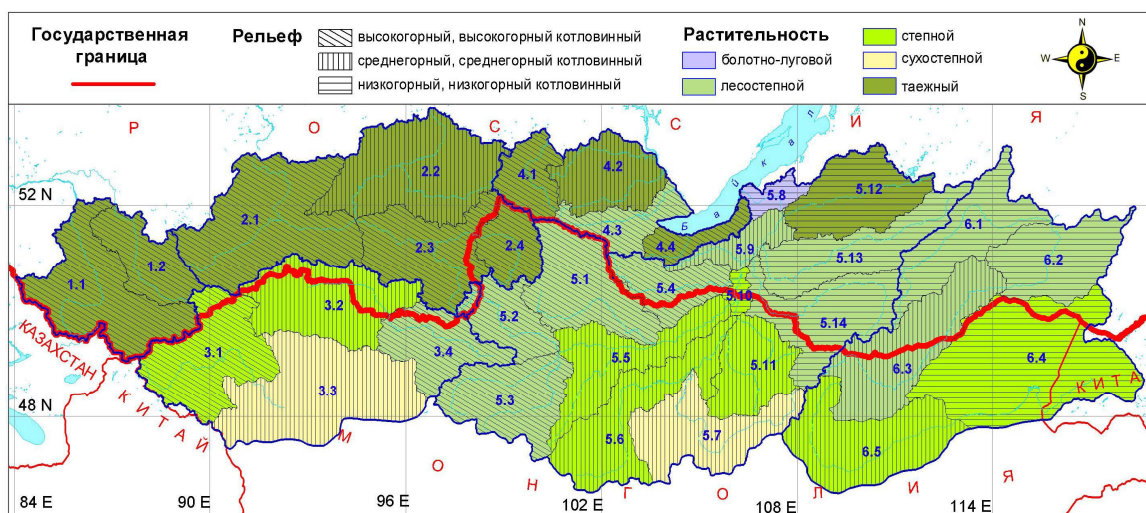 Государственная граница
Рельеф
высокогорный, высокогорный котловинный
среднегорный, среднегорный котловинный
низкогорный, низкогорный котловинный
Растительность
болотно-луговой
лесостепной
степной
сухостепной
таежный
N
W E
S
Р О С С И Я
52 N
48 N
Байкал
1.1
1.2
2.1
2.2
2.3
2.4
3.1
3.2
3.3
3.4
4.1
4.2
4.3
4.4
5.1
5.2
5.3
5.4
5.5
5.6
5.7
5.8
5.9
5.10
5.11
5.12
5.13
5.14
6.1
6.2
6.3
6.4
6.5
КАЗАХСТАН
КИТАЙ
М О Н Г О Л И Я
КИТА
84 E 90 E 96 E 102 E 108 E 114 E